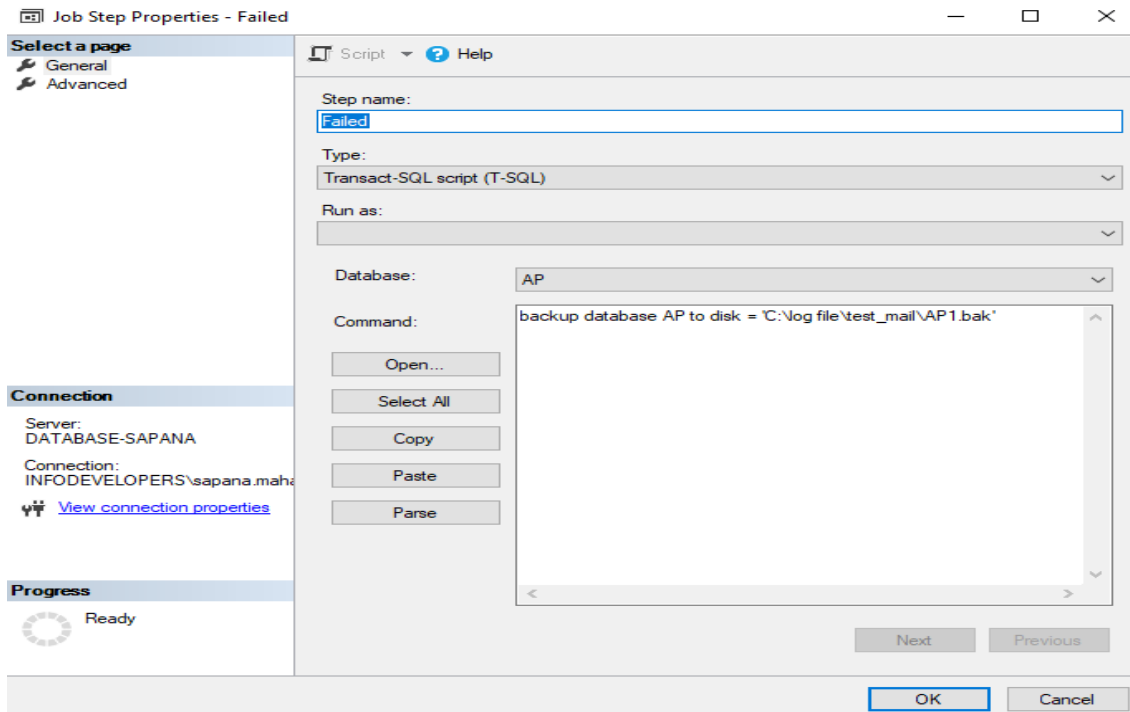 Job Step Properties - Failed
Select a page
General
Advanced
Script
Help
Step name:
Failed
Type:
Transact-SQL script (T-SQL)
Run as:
Database:
AP
Command:
backup database AP to disk = 'C:\log file\test_mail\AP1.bak'
Open...
Select All
Copy
Paste
Parse
Connection
Server:
DATABASE-SAPANA
Connection:
INFODEVELOPERS\sapana.maha
View connection properties
Progress
Ready
Next
Previous
OK
Cancel